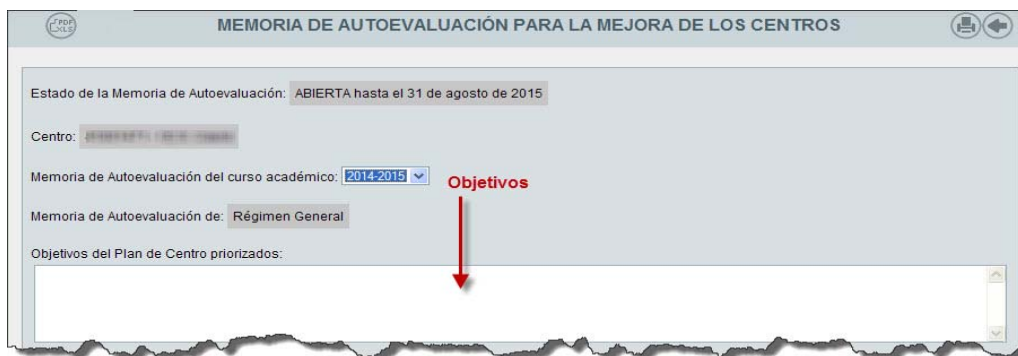 PDF
XLS
MEMORIA DE AUTOEVALUACIÓN PARA LA MEJORA DE LOS CENTROS
Estado de la Memoria de Autoevaluación: ABIERTA hasta el 31 de agosto de 2015
Centro:
Memoria de Autoevaluación del curso académico: 2014-2015
Objetivos
Memoria de Autoevaluación de: Régimen General
Objetivos del Plan de Centro priorizados: